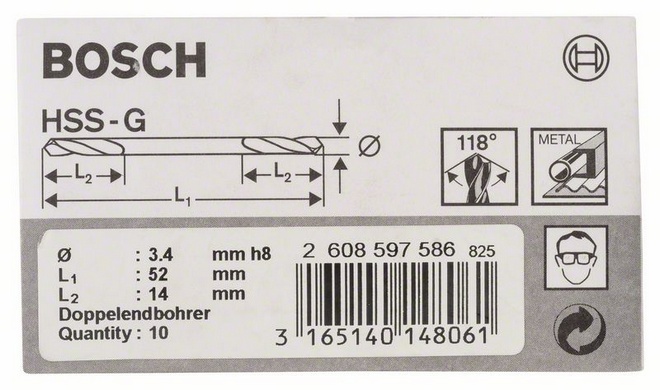 BOSCH
HSS-G
Ø
L2 L2
L1
118° METAL
Ø : 3.4 mm h8
L1 : 52 mm
L2 : 14 mm
Doppelendbohrer
Quantity : 10
2 608 597 586 825
3 165140 148061